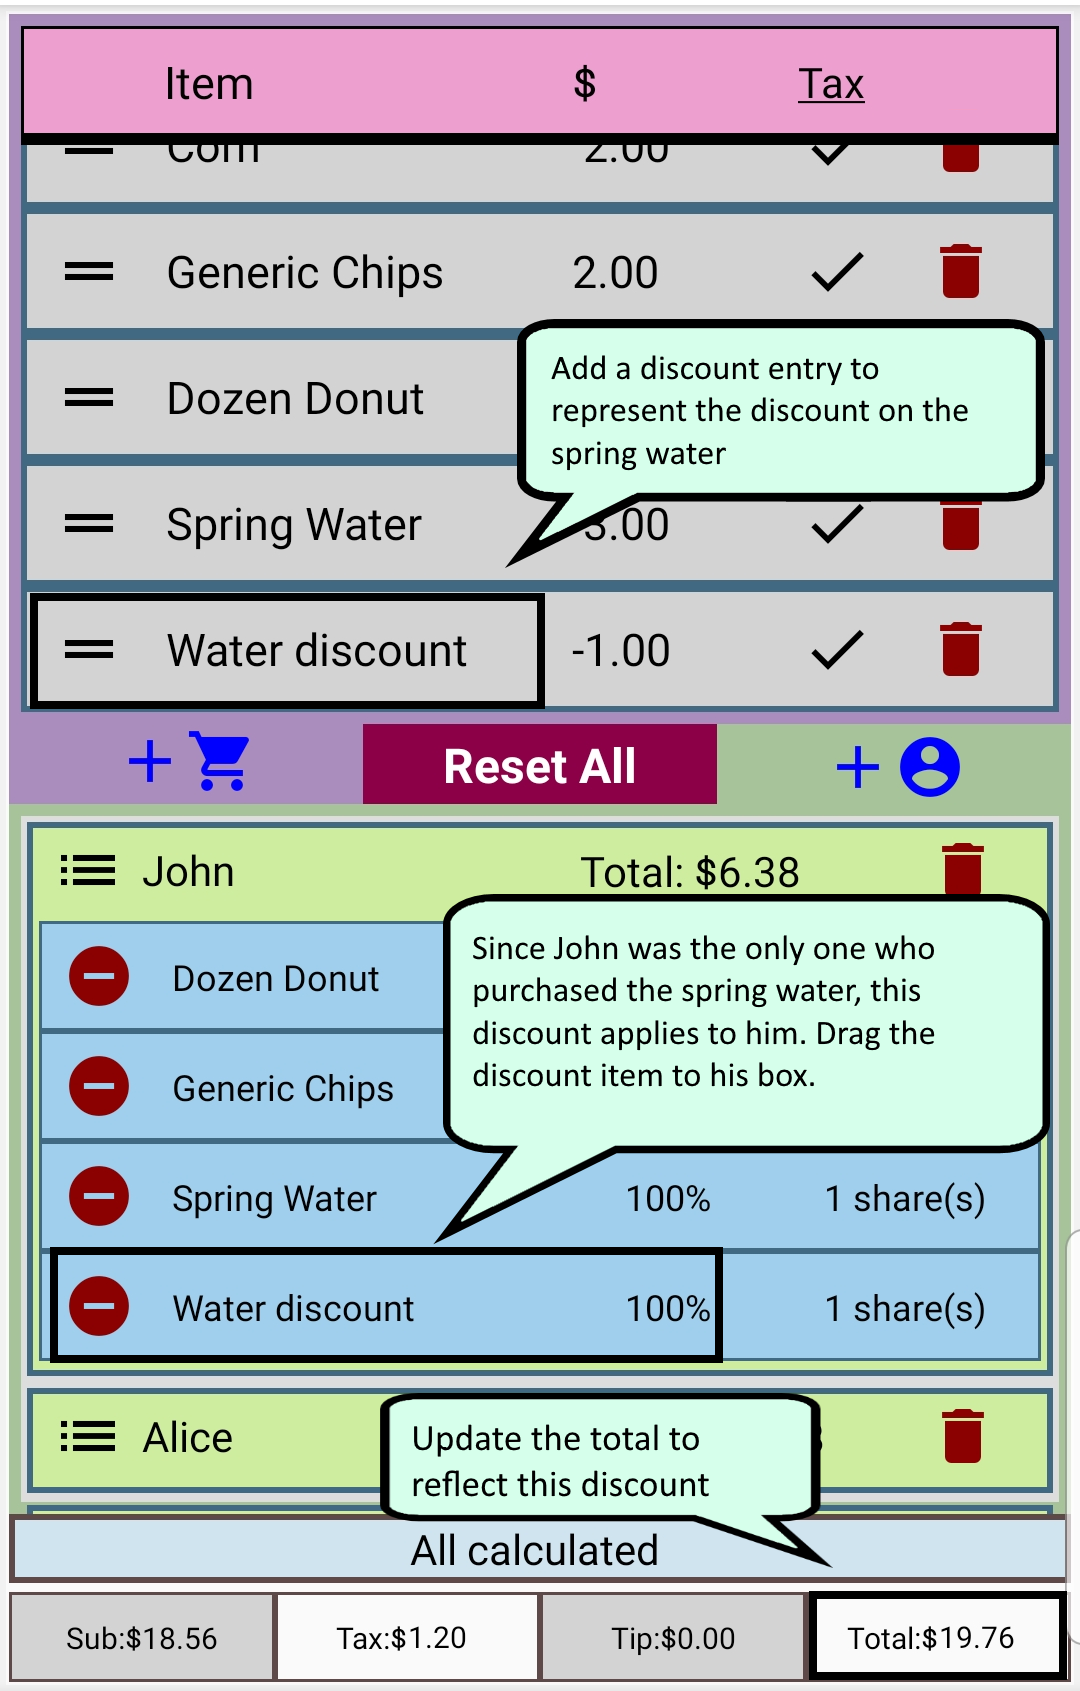 Item $ Tax
Corn 2.00
Generic Chips 2.00
Dozen Donut
Add a discount entry to
represent the discount on the
spring water
Spring Water 3.00
Water discount -1.00
Reset All
John Total: $6.38
Dozen Donut
Since John was the only one who
purchased the spring water, this
discount applies to him. Drag the
discount item to his box.
Generic Chips
Spring Water 100% 1 share(s)
Water discount 100% 1 share(s)
Alice
Update the total to
reflect this discount
All calculated
Sub:$18.56 Tax:$1.20 Tip:$0.00 Total:$19.76